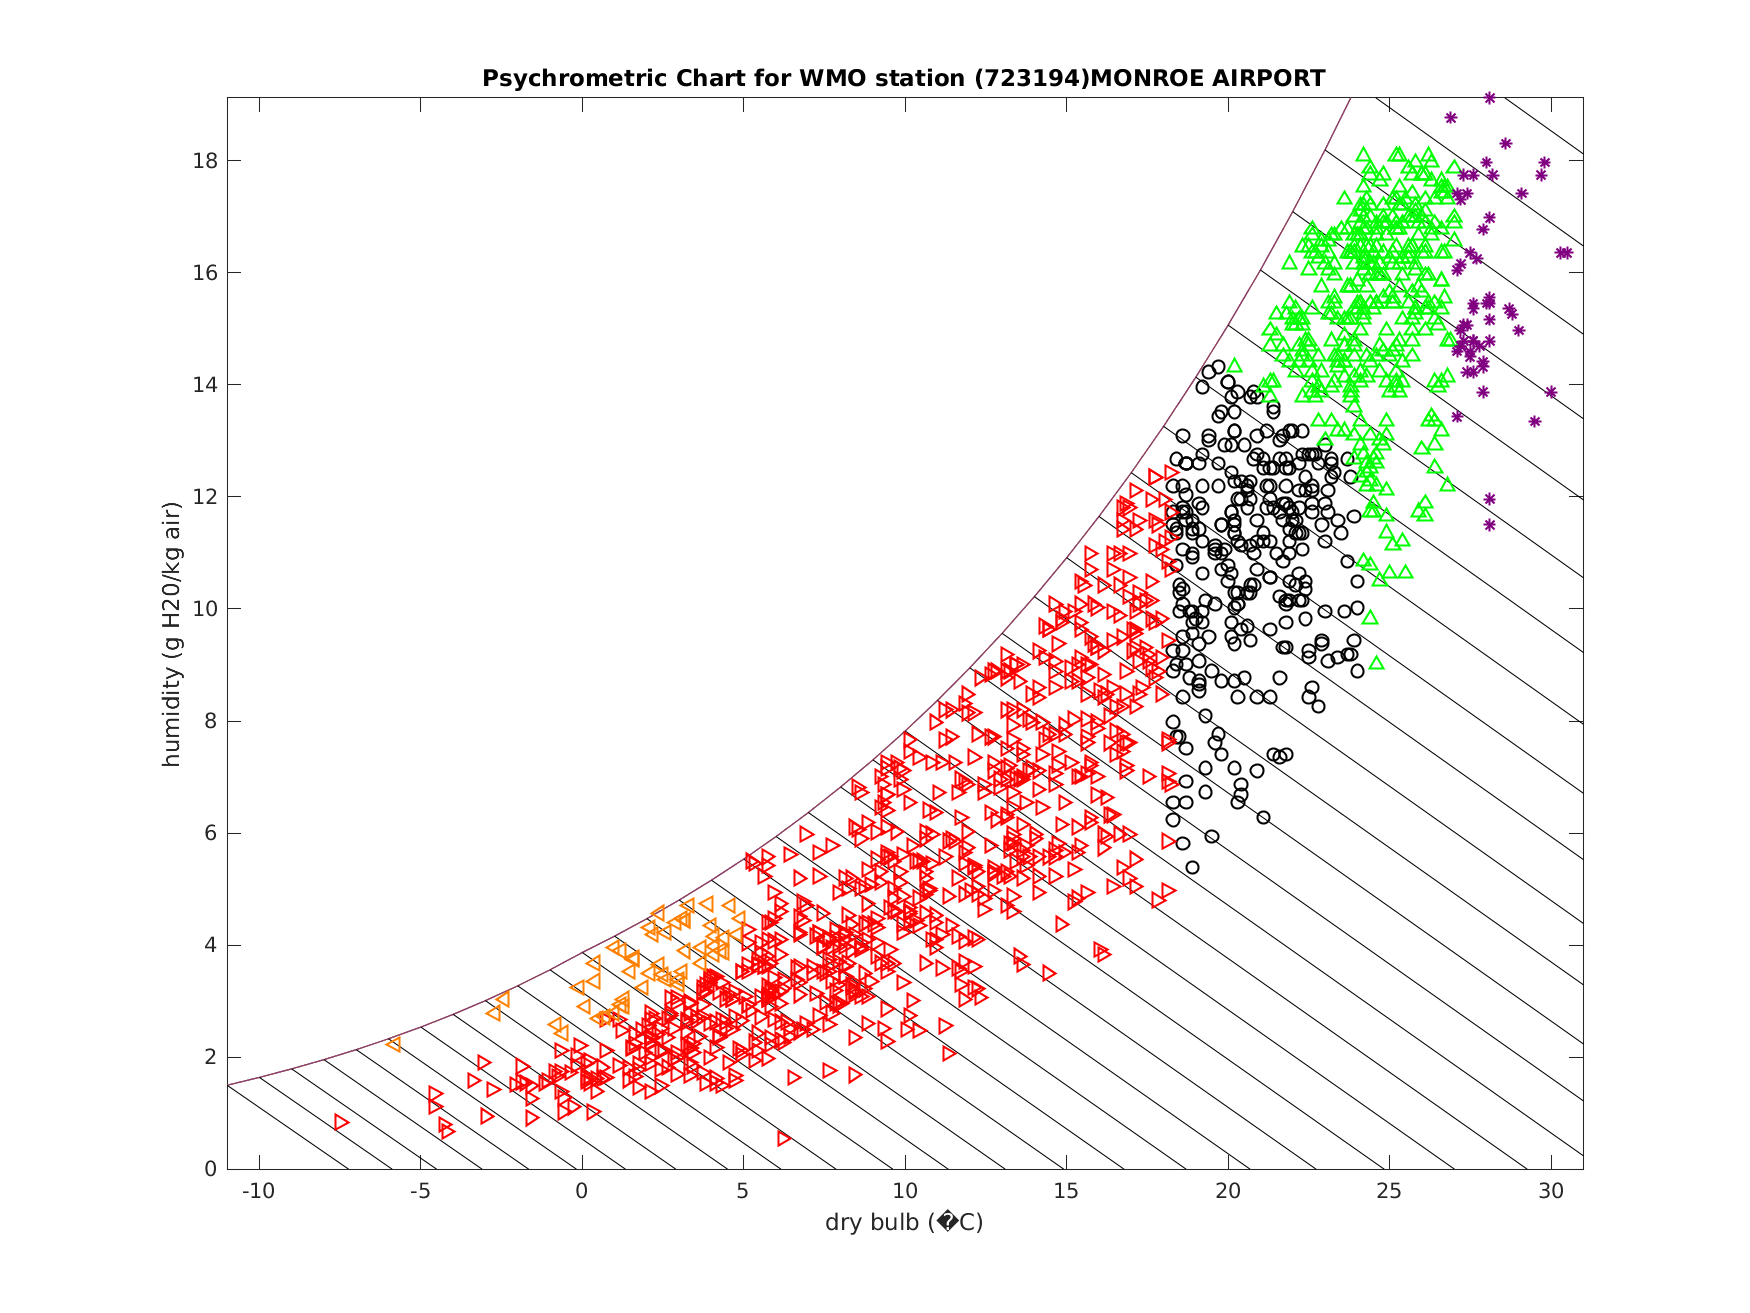 Psychrometric Chart for WMO station (723194)MONROE AIRPORT
humidity (g H20/kg air)
18
16
14
12
10
8
6
4
2
0
-10 -5 0 5 10 15 20 25 30
dry bulb (�C)